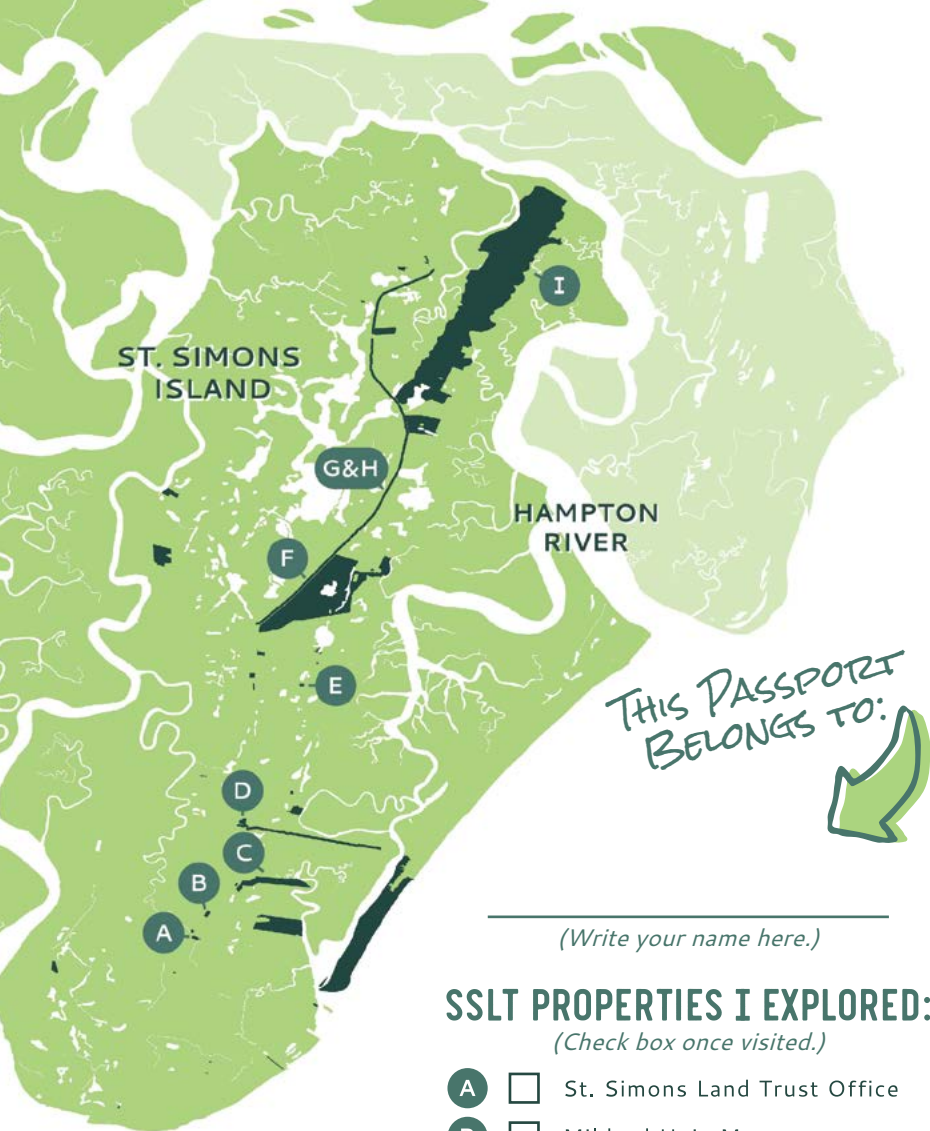 I
ST. SIMONS
ISLAND
G&H
HAMPTON
RIVER
F
E
THIS PASSPORT
BELONGS TO:
D
C
B
A
(Write your name here.)
SSLT PROPERTIES I EXPLORED:
(Check box once visited.)
A St. Simons Land Trust Office